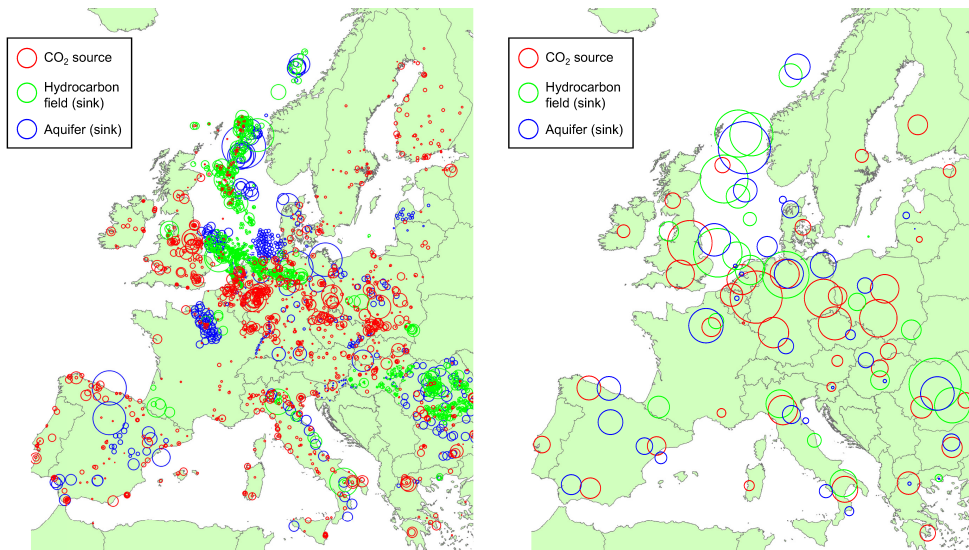 CO₂ source
Hydrocarbon
field (sink)
Aquifer (sink)
CO₂ source
Hydrocarbon
field (sink)
Aquifer (sink)